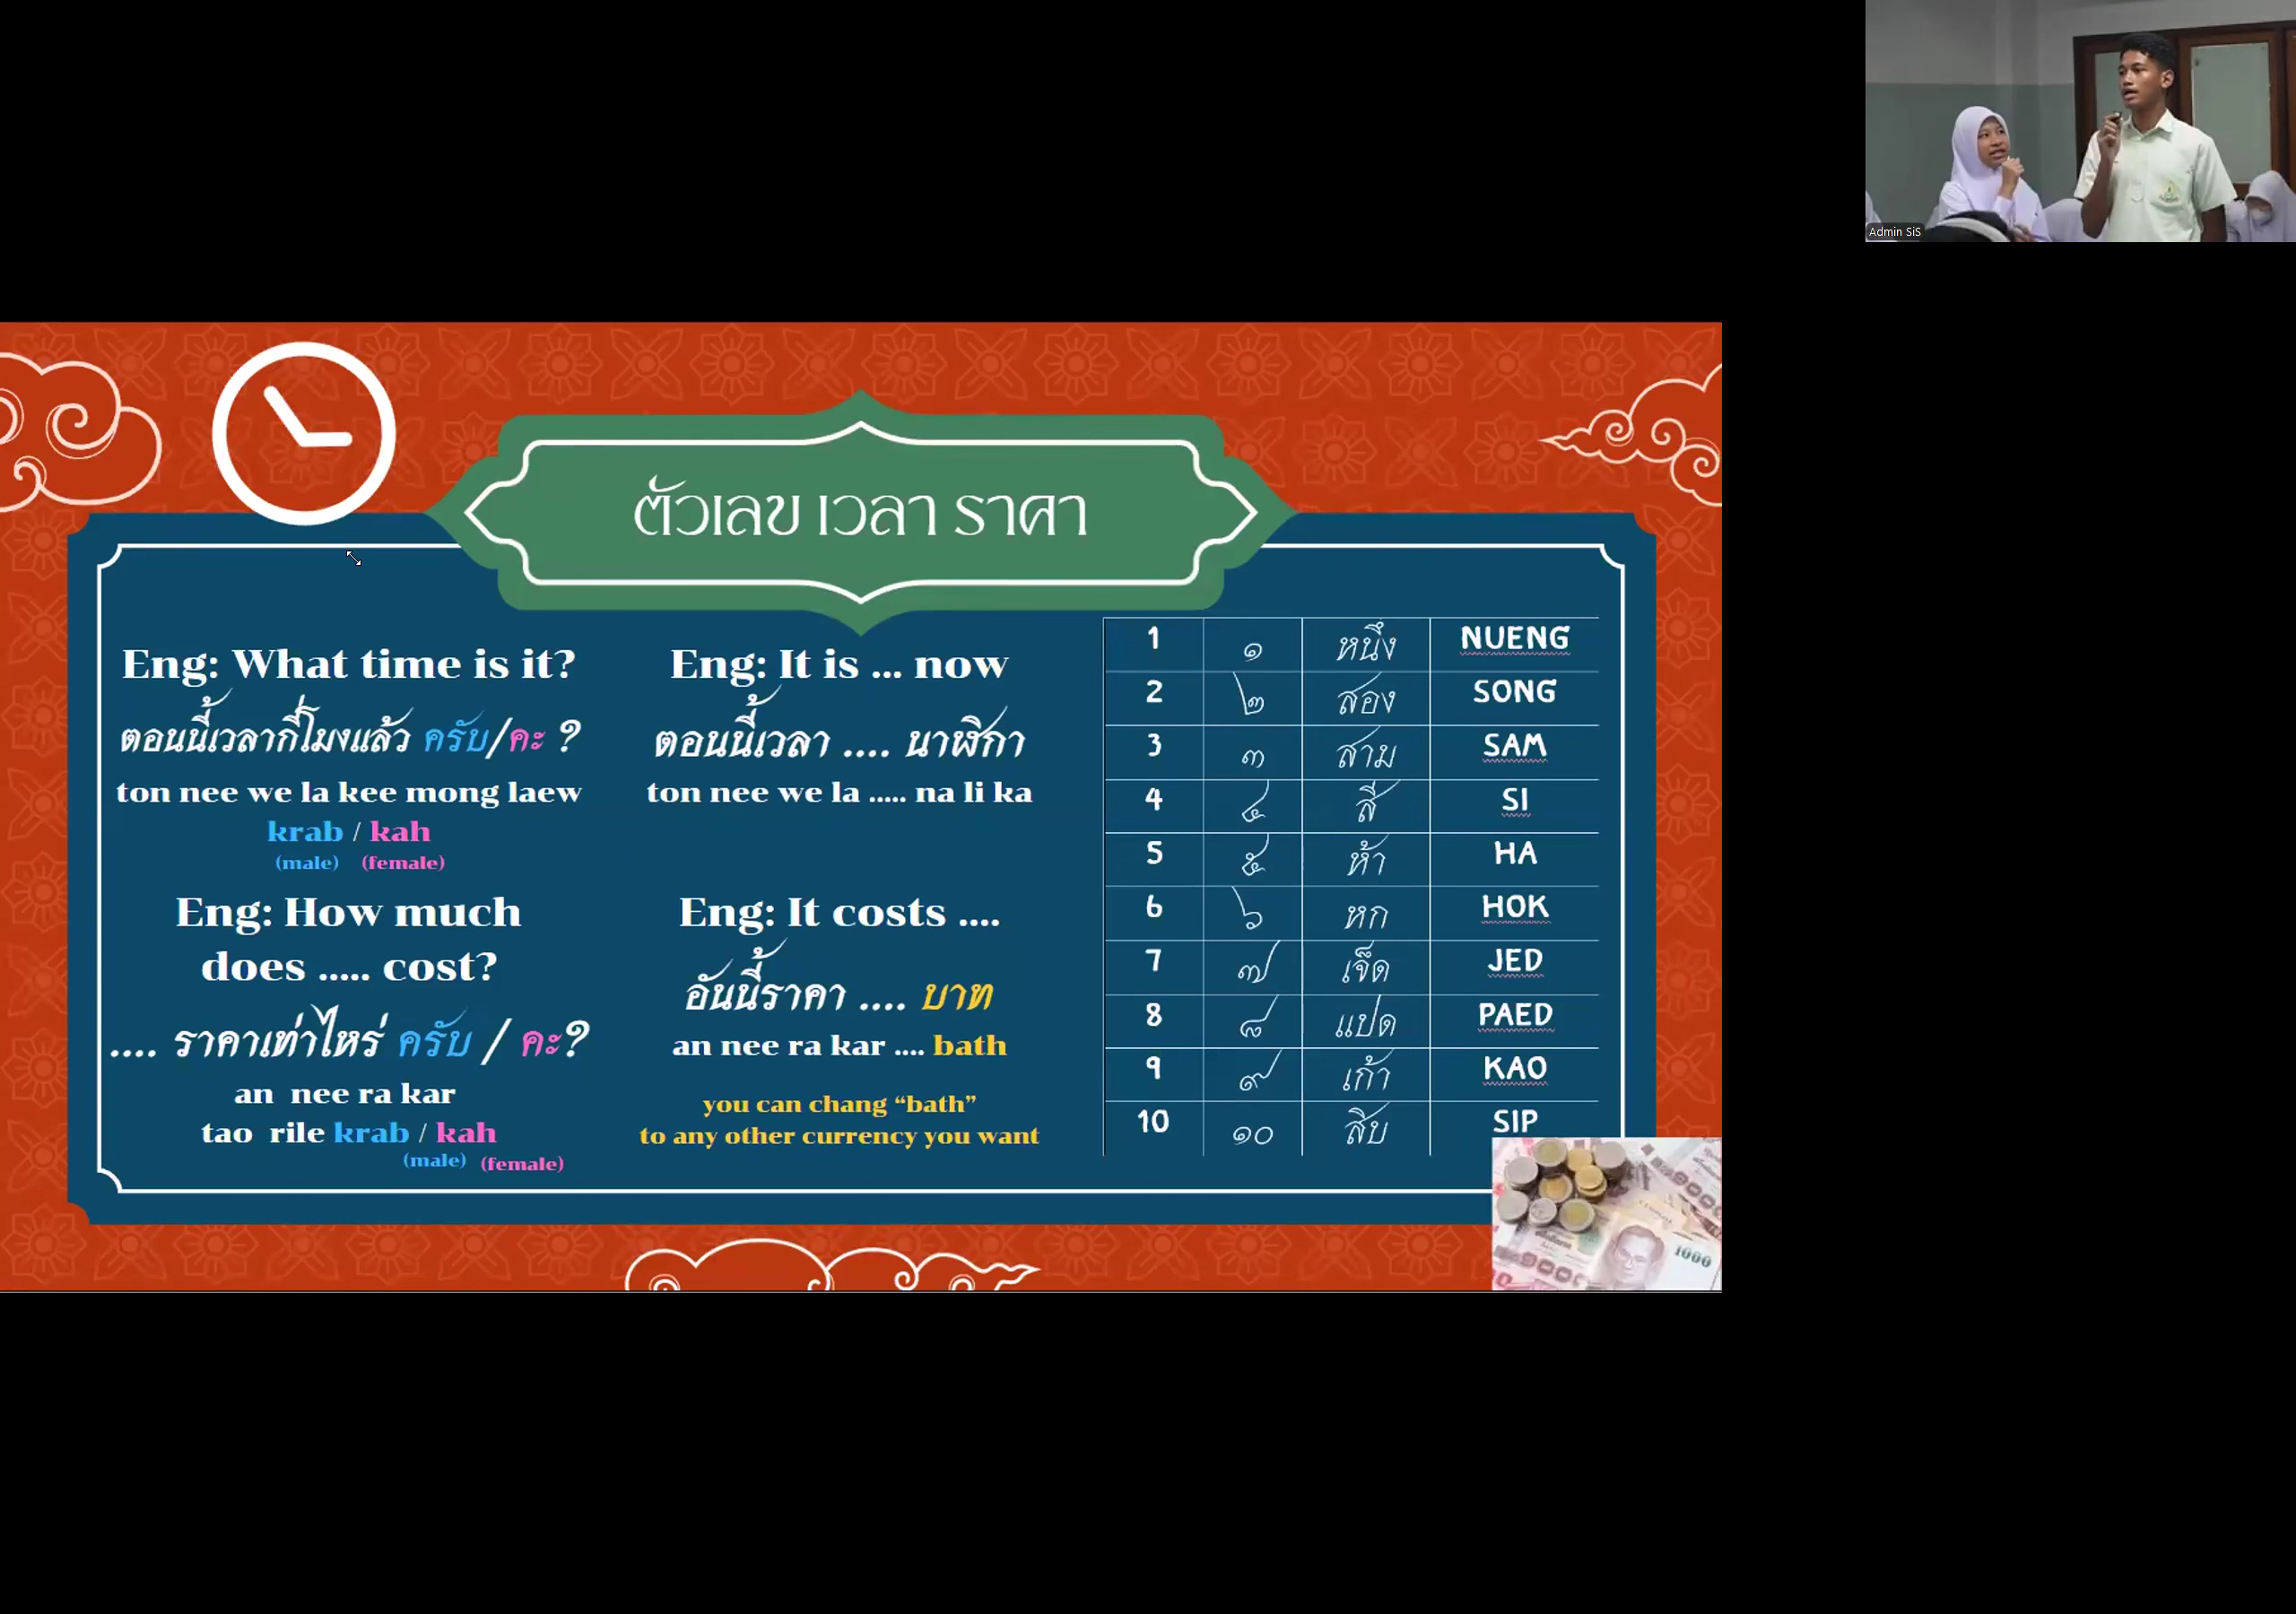 Admin SiS
ตัวเลข เวลา ราคา
Eng: What time is it?
ตอนนี้เวลากี่โมงแล้ว ครับ/คะ ?
ton nee we la kee mong laew
krab / kah
(male) (female)
Eng: How much
does ..... cost?
.... ราคาเท่าไหร่ ครับ / คะ?
an nee ra kar
tao rile krab / kah
(male) (female)
Eng: It is ... now
ตอนนี้เวลา .... นาฬิกา
ton nee we la ..... na li ka
Eng: It costs ....
อันนี้ราคา .... บาท
an nee ra kar .... bath
you can chang “bath”
to any other currency you want
1 ๑ หนึ่ง NUENG
2 ๒ สอง SONG
3 ๓ สาม SAM
4 ๔ สี่ SI
5 ๕ ห้า HA
6 ๖ หก HOK
7 ๗ เจ็ด JED
8 ๘ แปด PAED
9 ๙ เก้า KAO
10 ๑๐ สิบ SIP
1000